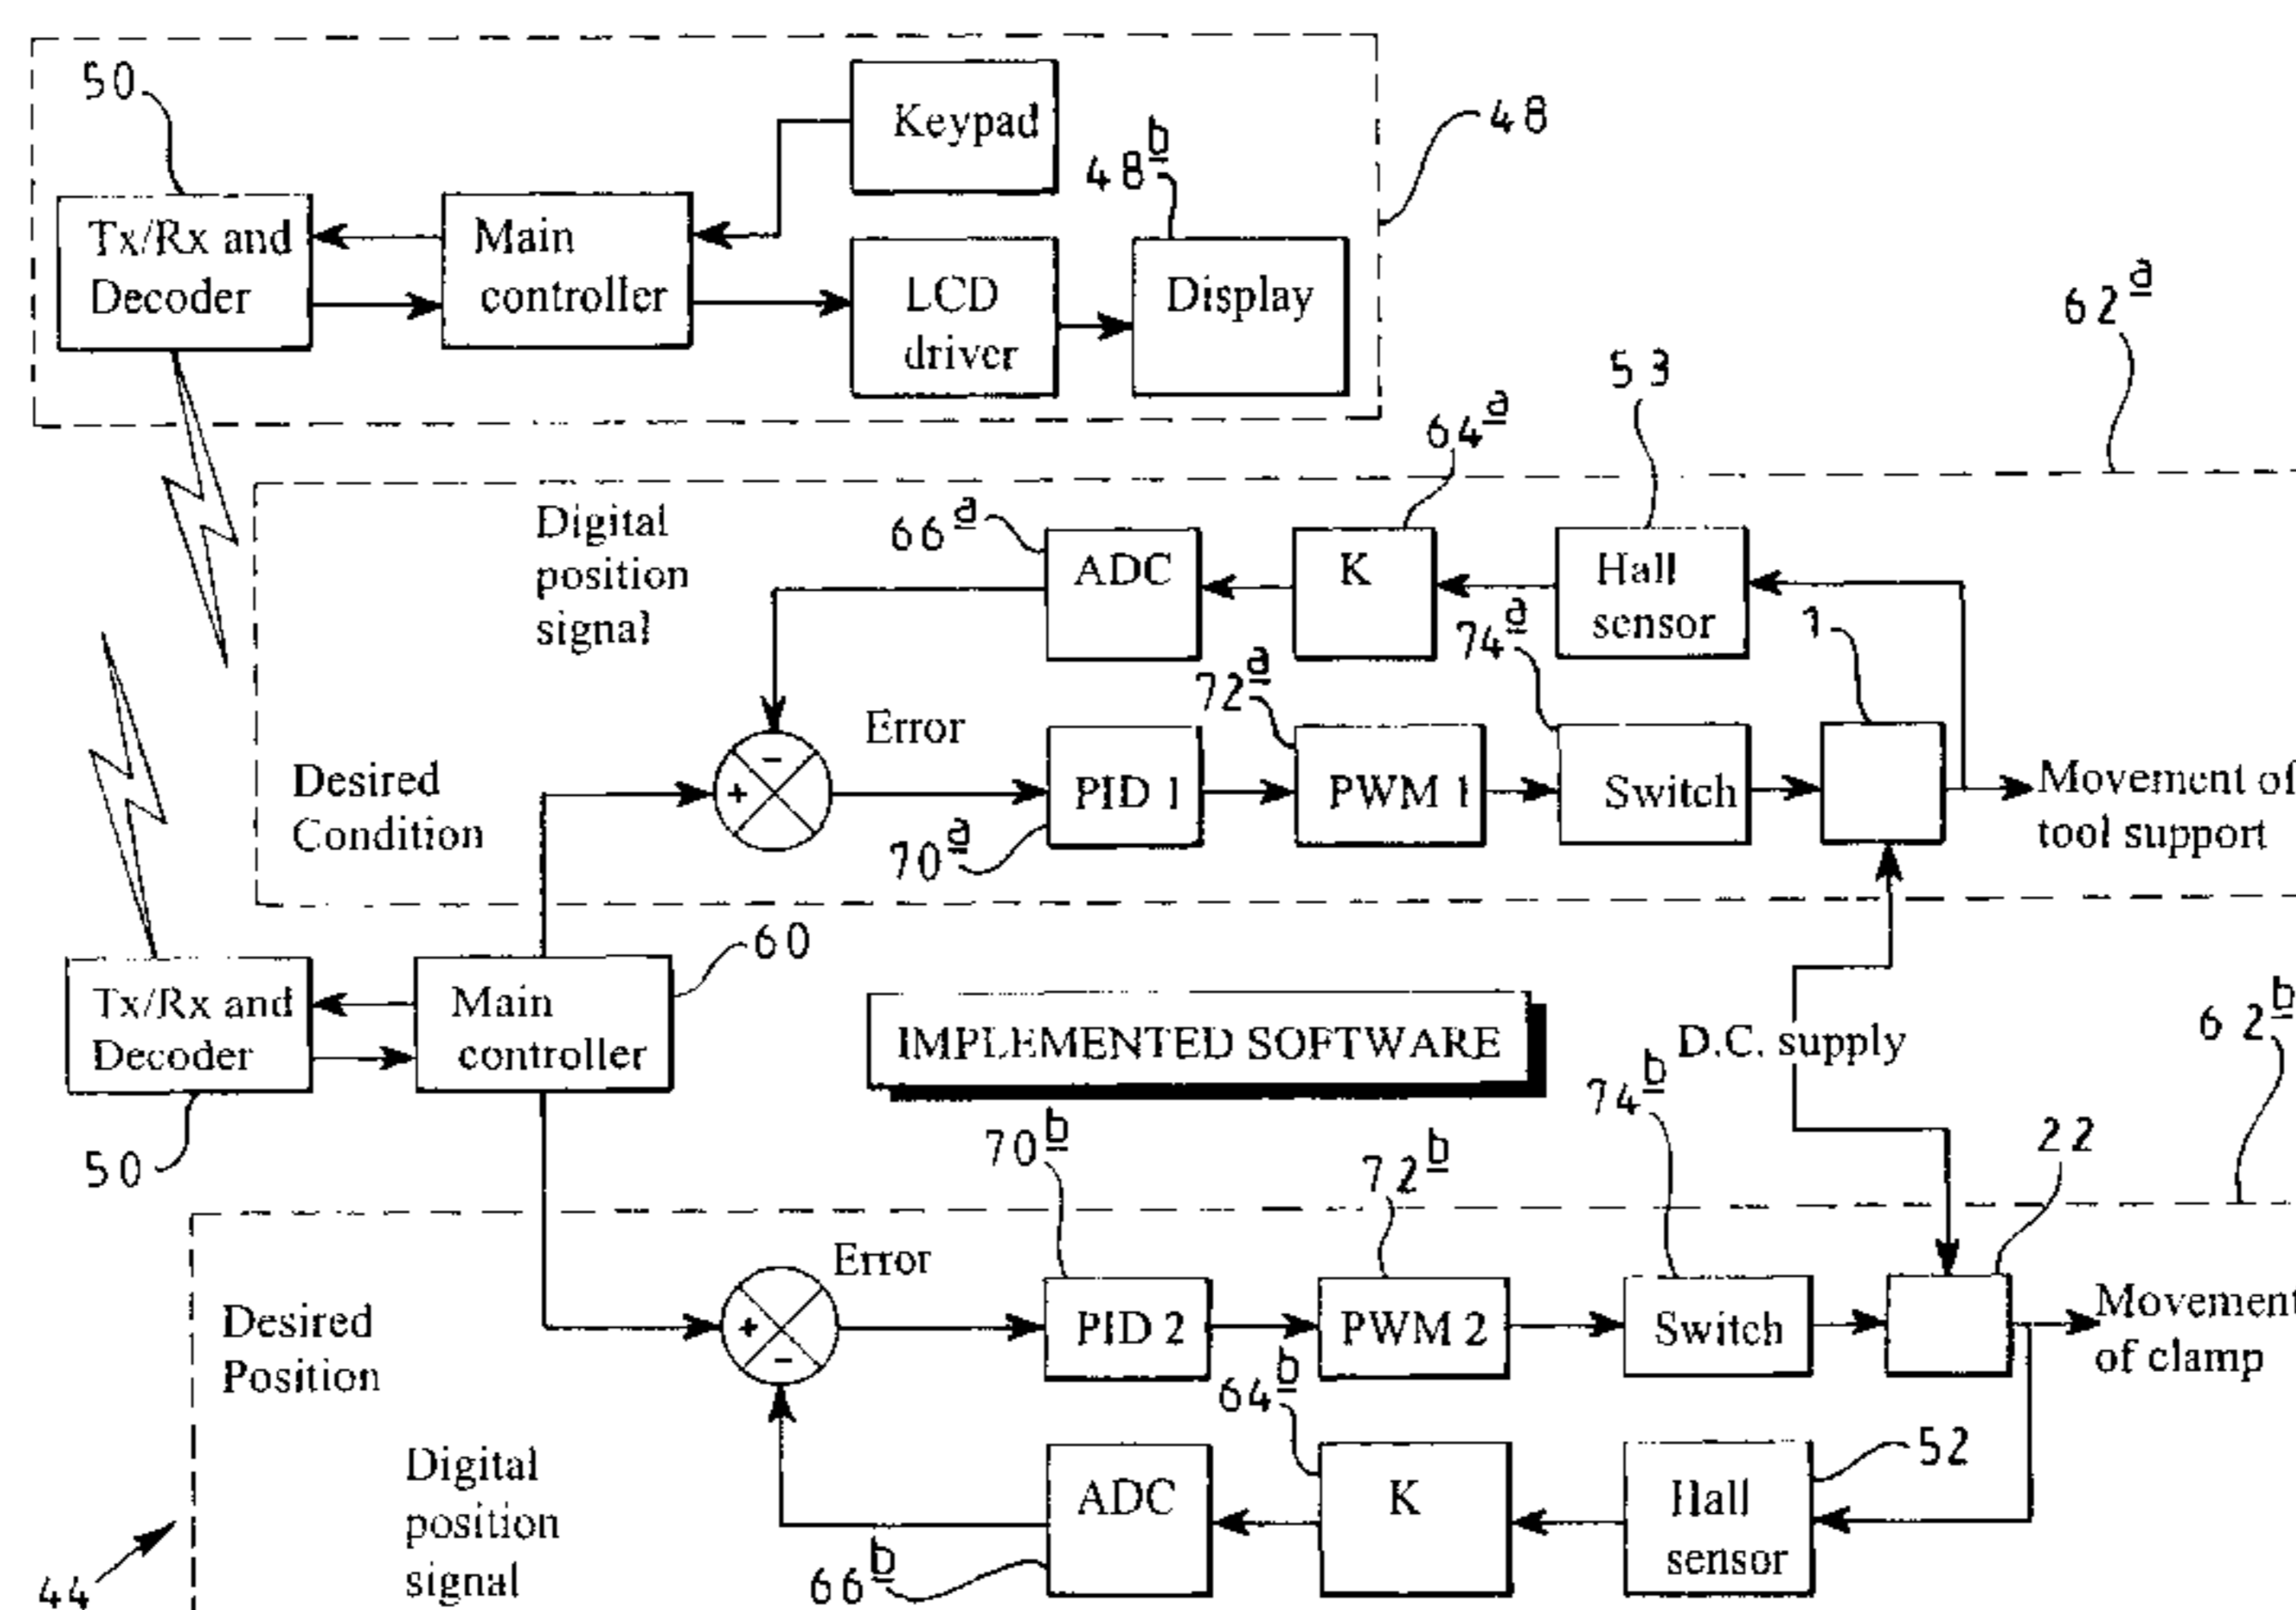 50
Keypad
48
48b
Tx/Rx and
Decoder
Main
controller
LCD
driver
Display
62a
53
64a
Digital
position
signal
66a
ADC
K
Hall
sensor
74a
1
72a
Error
Desired
Condition
PID 1
PWM 1
Switch
Movement of
tool support
70a
60
Tx/Rx and
Decoder
Main
controller
IMPLEMENTED SOFTWARE
D.C. supply
62b
50
70b
72b
74b
22
Error
Desired
Position
PID 2
PWM 2
Switch
Movement
of clamp
64b
52
Digital
position
signal
ADC
K
Hall
sensor
66b
44